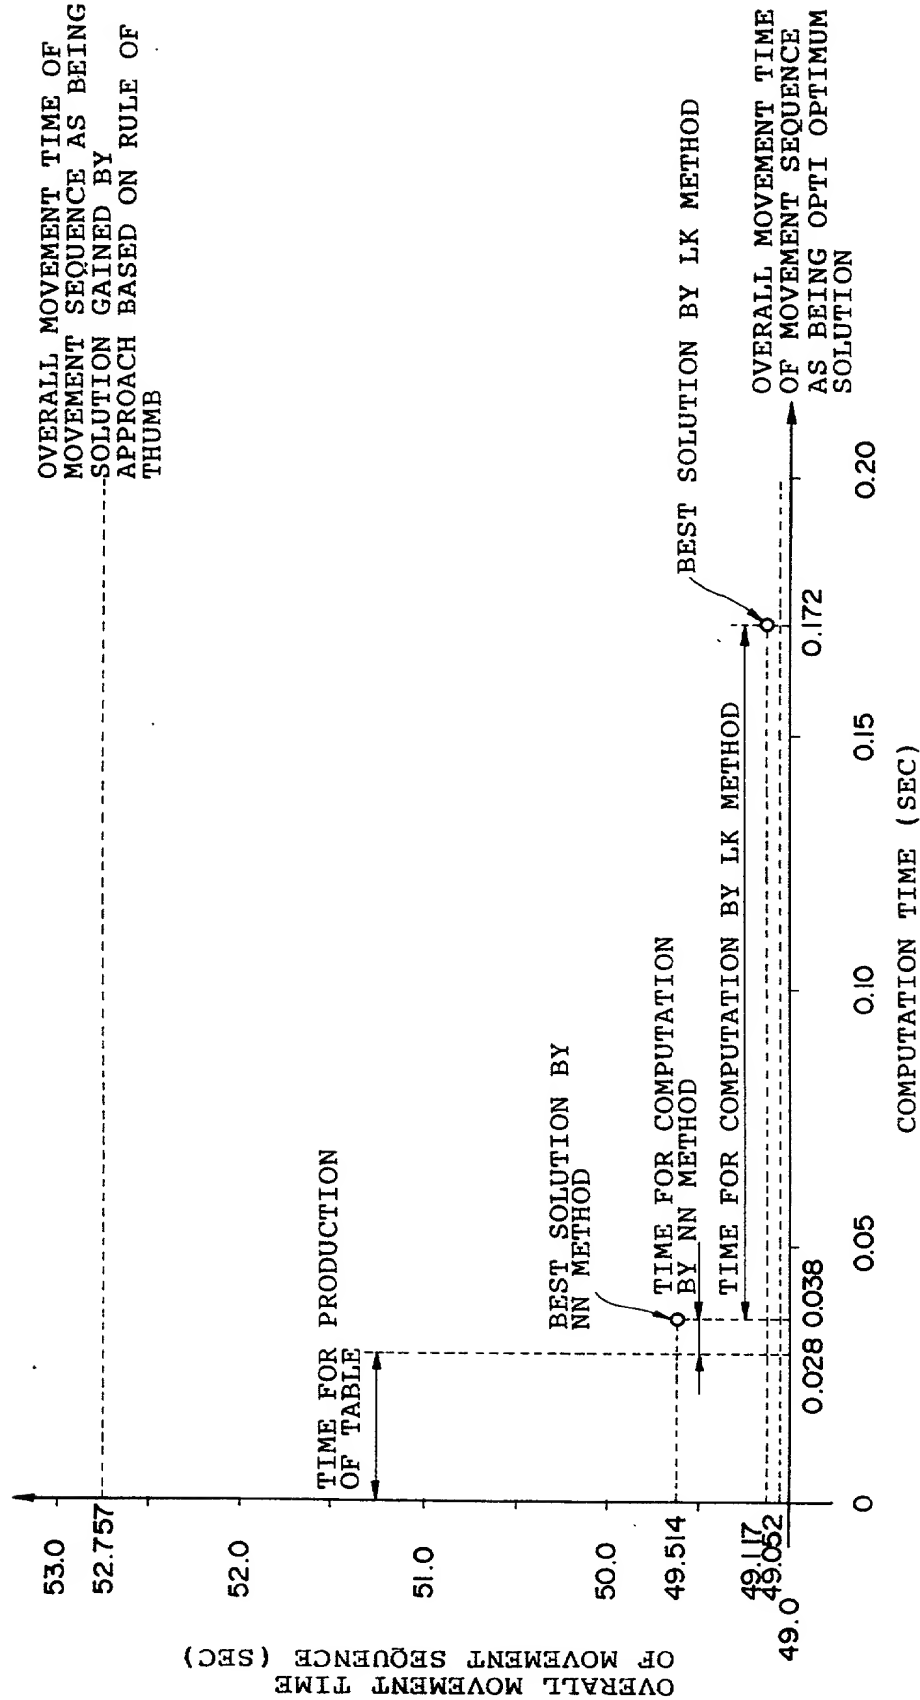 OVERALL MOVEMENT TIME
OF MOVEMENT SEQUENCE (SEC)
53.0
52.757
52.0
51.0
50.0
49.514
49.117
49.052
49.0
OVERALL MOVEMENT TIME OF
MOVEMENT SEQUENCE AS BEING
SOLUTION GAINED BY
APPROACH BASED ON RULE OF
THUMB
TIME FOR PRODUCTION
OF TABLE
BEST SOLUTION BY
NN METHOD
TIME FOR COMPUTATION
BY NN METHOD
TIME FOR COMPUTATION BY LK METHOD
BEST SOLUTION BY LK METHOD
OVERALL MOVEMENT TIME
OF MOVEMENT SEQUENCE
AS BEING OPTI OPTIMUM
SOLUTION
0.028 0.038
0.172
0
0.05
0.10
0.15
0.20
COMPUTATION TIME (SEC)